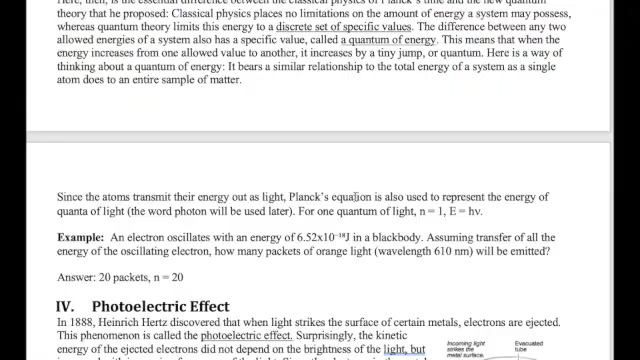 Here, then, is the essential difference between the classical physics of Planck's time and the new quantum
theory that he proposed: Classical physics places no limitations on the amount of energy a system may possess,
whereas quantum theory limits this energy to a discrete set of specific values. The difference between any two
allowed energies of a system also has a specific value, called a quantum of energy. This means that when the
energy increases from one allowed value to another, it increases by a tiny jump, or quantum. Here is a way of
thinking about a quantum of energy: It bears a similar relationship to the total energy of a system as a single
atom does to an entire sample of matter.
Since the atoms transmit their energy out as light, Planck's equation is also used to represent the energy of
quanta of light (the word photon will be used later). For one quantum of light, n = 1, E = hν.
Example: An electron oscillates with an energy of 6.52x10⁻¹⁸J in a blackbody. Assuming transfer of all the
energy of the oscillating electron, how many packets of orange light (wavelength 610 nm) will be emitted?
Answer: 20 packets, n = 20
IV. Photoelectric Effect
In 1888, Heinrich Hertz discovered that when light strikes the surface of certain metals, electrons are ejected.
This phenomenon is called the photoelectric effect. Surprisingly, the kinetic
energy of the ejected electrons did not depend on the brightness of the light, but
Incoming light
strikes the
metal surface.
Evacuated
tube